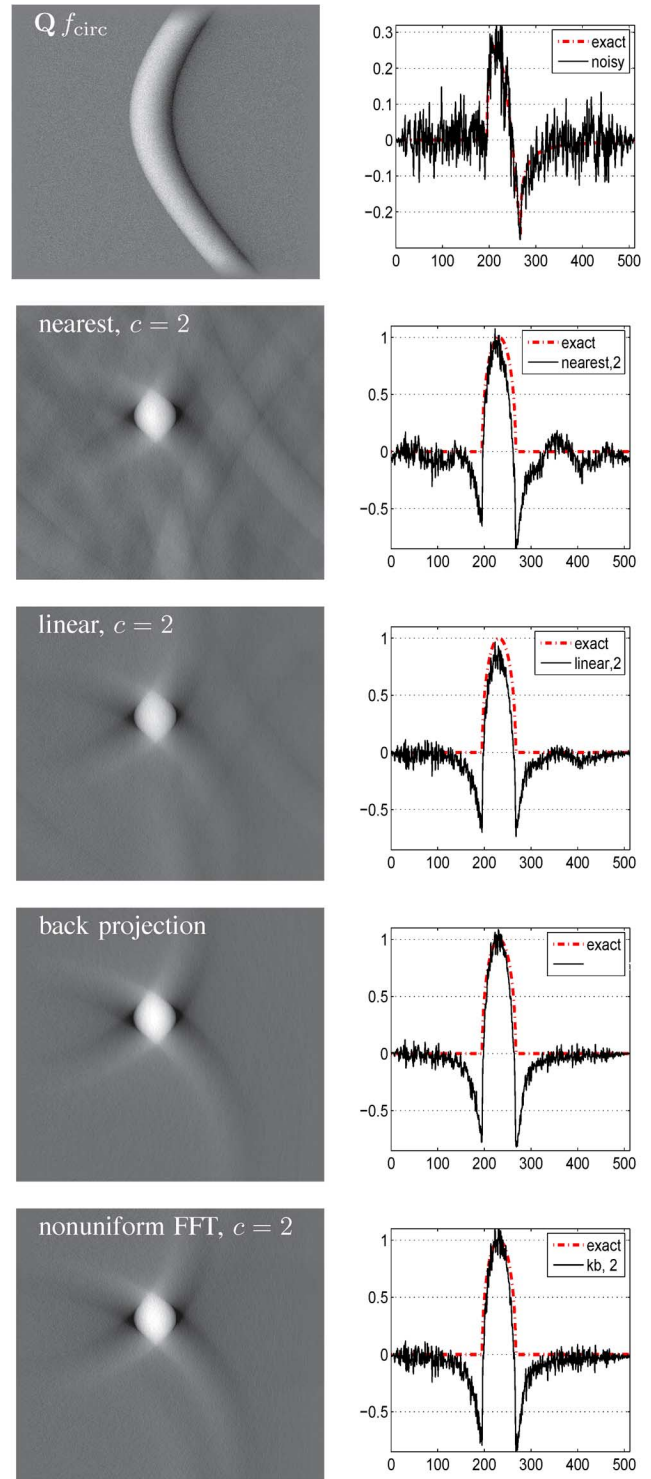 Q f_circ
0.3
0.2
0.1
0
−0.1
−0.2
0 100 200 300 400 500
exact
noisy
nearest, c = 2
1
0.5
0
−0.5
0 100 200 300 400 500
exact
nearest,2
linear, c = 2
1
0.5
0
−0.5
0 100 200 300 400 500
exact
linear,2
back projection
1
0.5
0
−0.5
0 100 200 300 400 500
exact
nonuniform FFT, c = 2
1
0.5
0
−0.5
0 100 200 300 400 500
exact
kb, 2